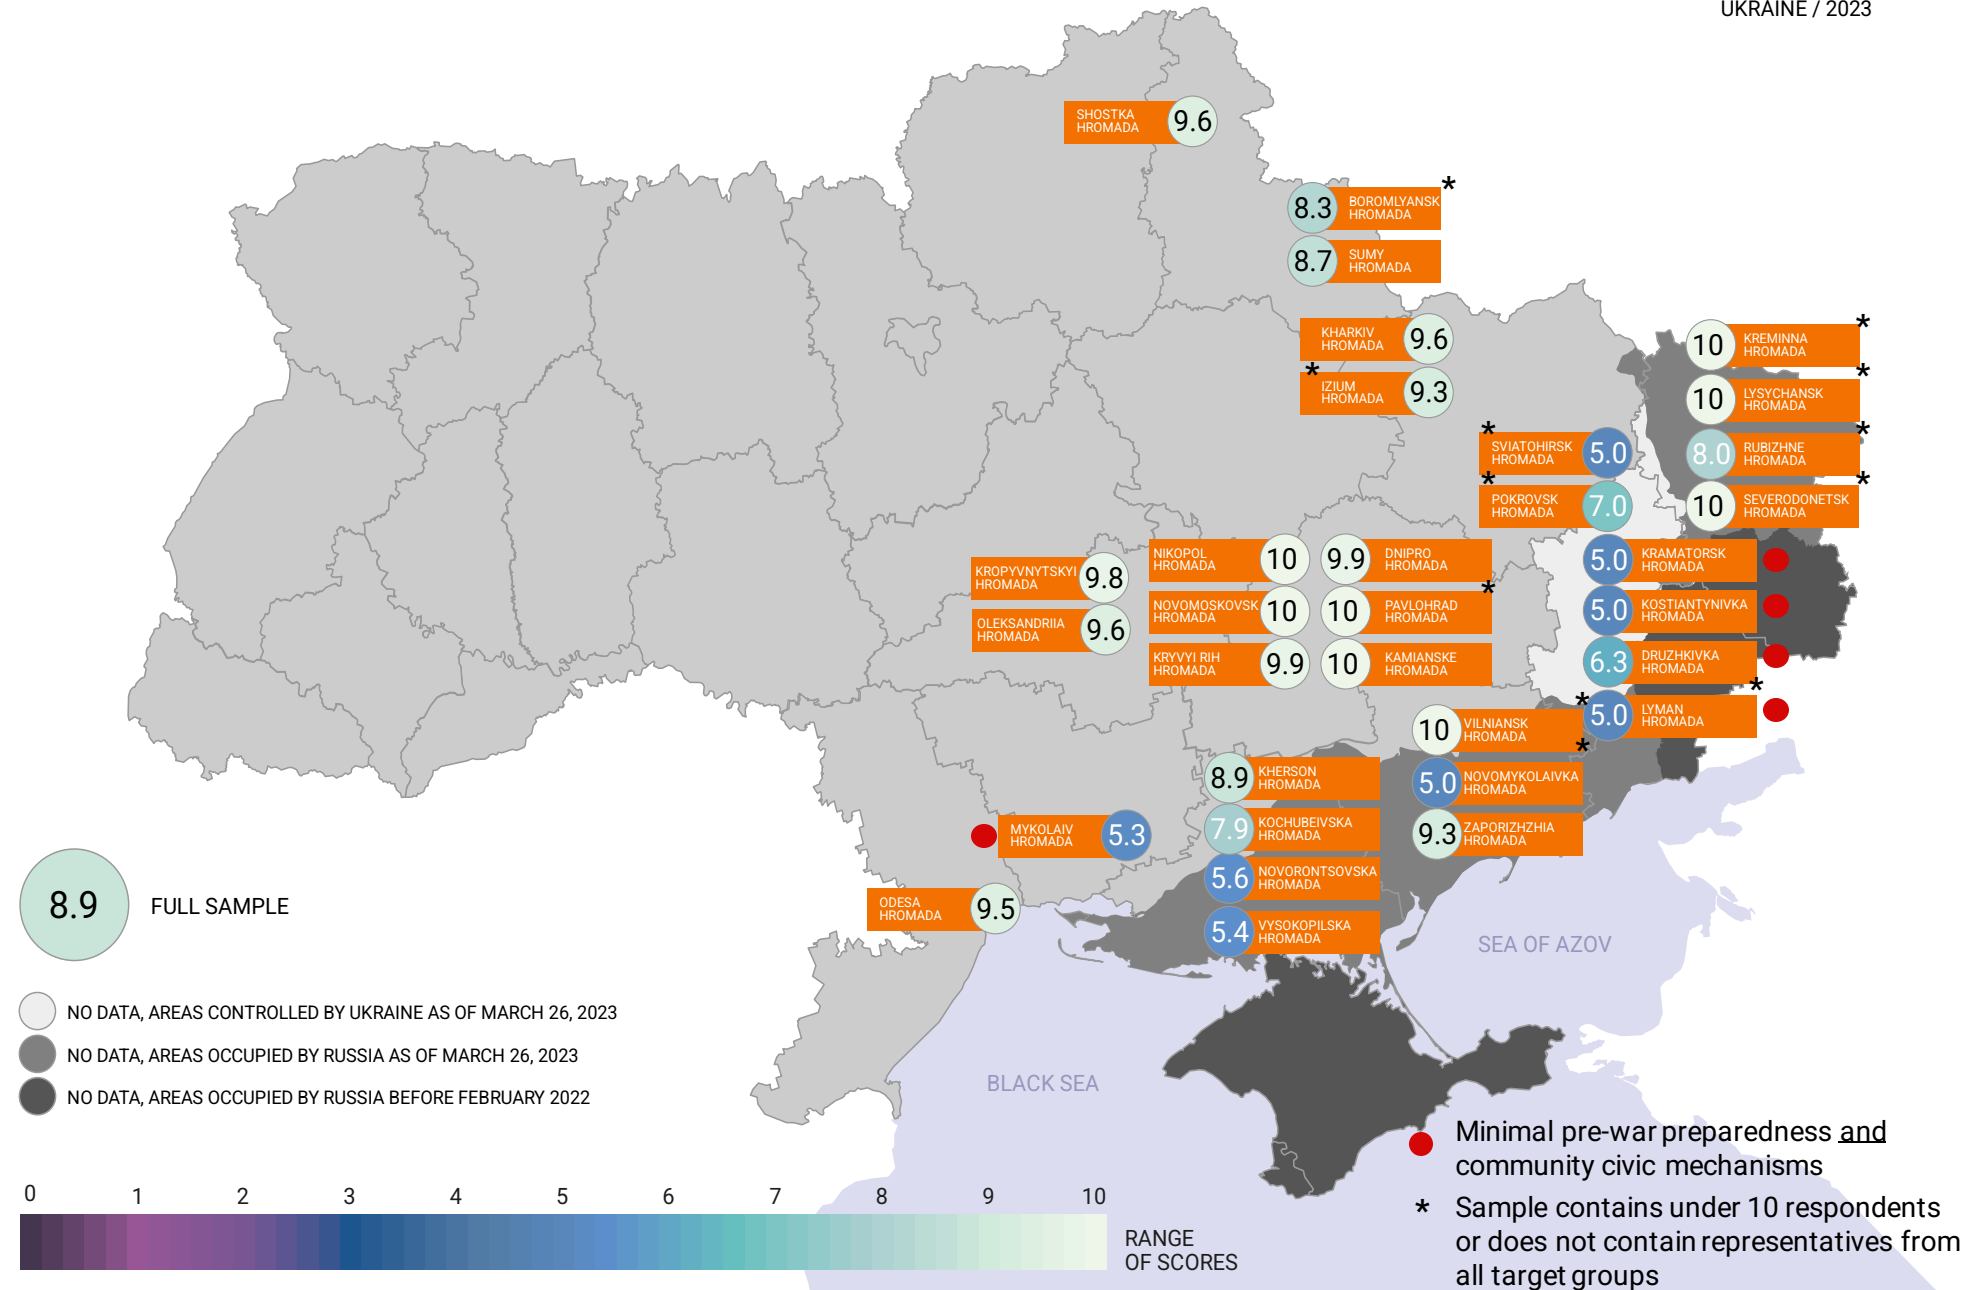 UKRAINE / 2023
SHOSTKA
HROMADA
9.6
*
8.3
BOROMLYANSK
HROMADA
8.7
SUMY
HROMADA
KHARKIV
HROMADA
9.6
*
IZIUM
HROMADA
9.3
*
10
KREMINNA
HROMADA
*
10
LYSYCHANSK
HROMADA
*
8.0
RUBIZHNE
HROMADA
*
10
SEVERODONETSK
HROMADA
*
SVIATOHIRSK
HROMADA
5.0
*
POKROVSK
HROMADA
7.0
5.0
KRAMATORSK
HROMADA
5.0
KOSTIANTYNIVKA
HROMADA
6.3
DRUZHKIVKA
HROMADA
*
5.0
LYMAN
HROMADA
KROPYVNYTSKYI
HROMADA
9.8
OLEKSANDRIIA
HROMADA
9.6
NIKOPOL
HROMADA
10
9.9
DNIPRO
HROMADA
NOVOMOSKOVSK
HROMADA
10
10
PAVLOHRAD
HROMADA
*
KRYVYI RIH
HROMADA
9.9
10
KAMIANSKE
HROMADA
*
10
VILNIANSK
HROMADA
*
5.0
NOVOMYKOLAIVKA
HROMADA
9.3
ZAPORIZHZHIA
HROMADA
8.9
KHERSON
HROMADA
7.9
KOCHUBEIVSKA
HROMADA
5.6
NOVORONTSOVSKA
HROMADA
5.4
VYSOKOPILSKA
HROMADA
MYKOLAIV
HROMADA
5.3
ODESA
HROMADA
9.5
SEA OF AZOV
BLACK SEA
8.9
FULL SAMPLE
NO DATA, AREAS CONTROLLED BY UKRAINE AS OF MARCH 26, 2023
NO DATA, AREAS OCCUPIED BY RUSSIA AS OF MARCH 26, 2023
NO DATA, AREAS OCCUPIED BY RUSSIA BEFORE FEBRUARY 2022
0 1 2 3 4 5 6 7 8 9 10
RANGE
OF SCORES
Minimal pre-war preparedness and
community civic mechanisms
* Sample contains under 10 respondents
or does not contain representatives from
all target groups